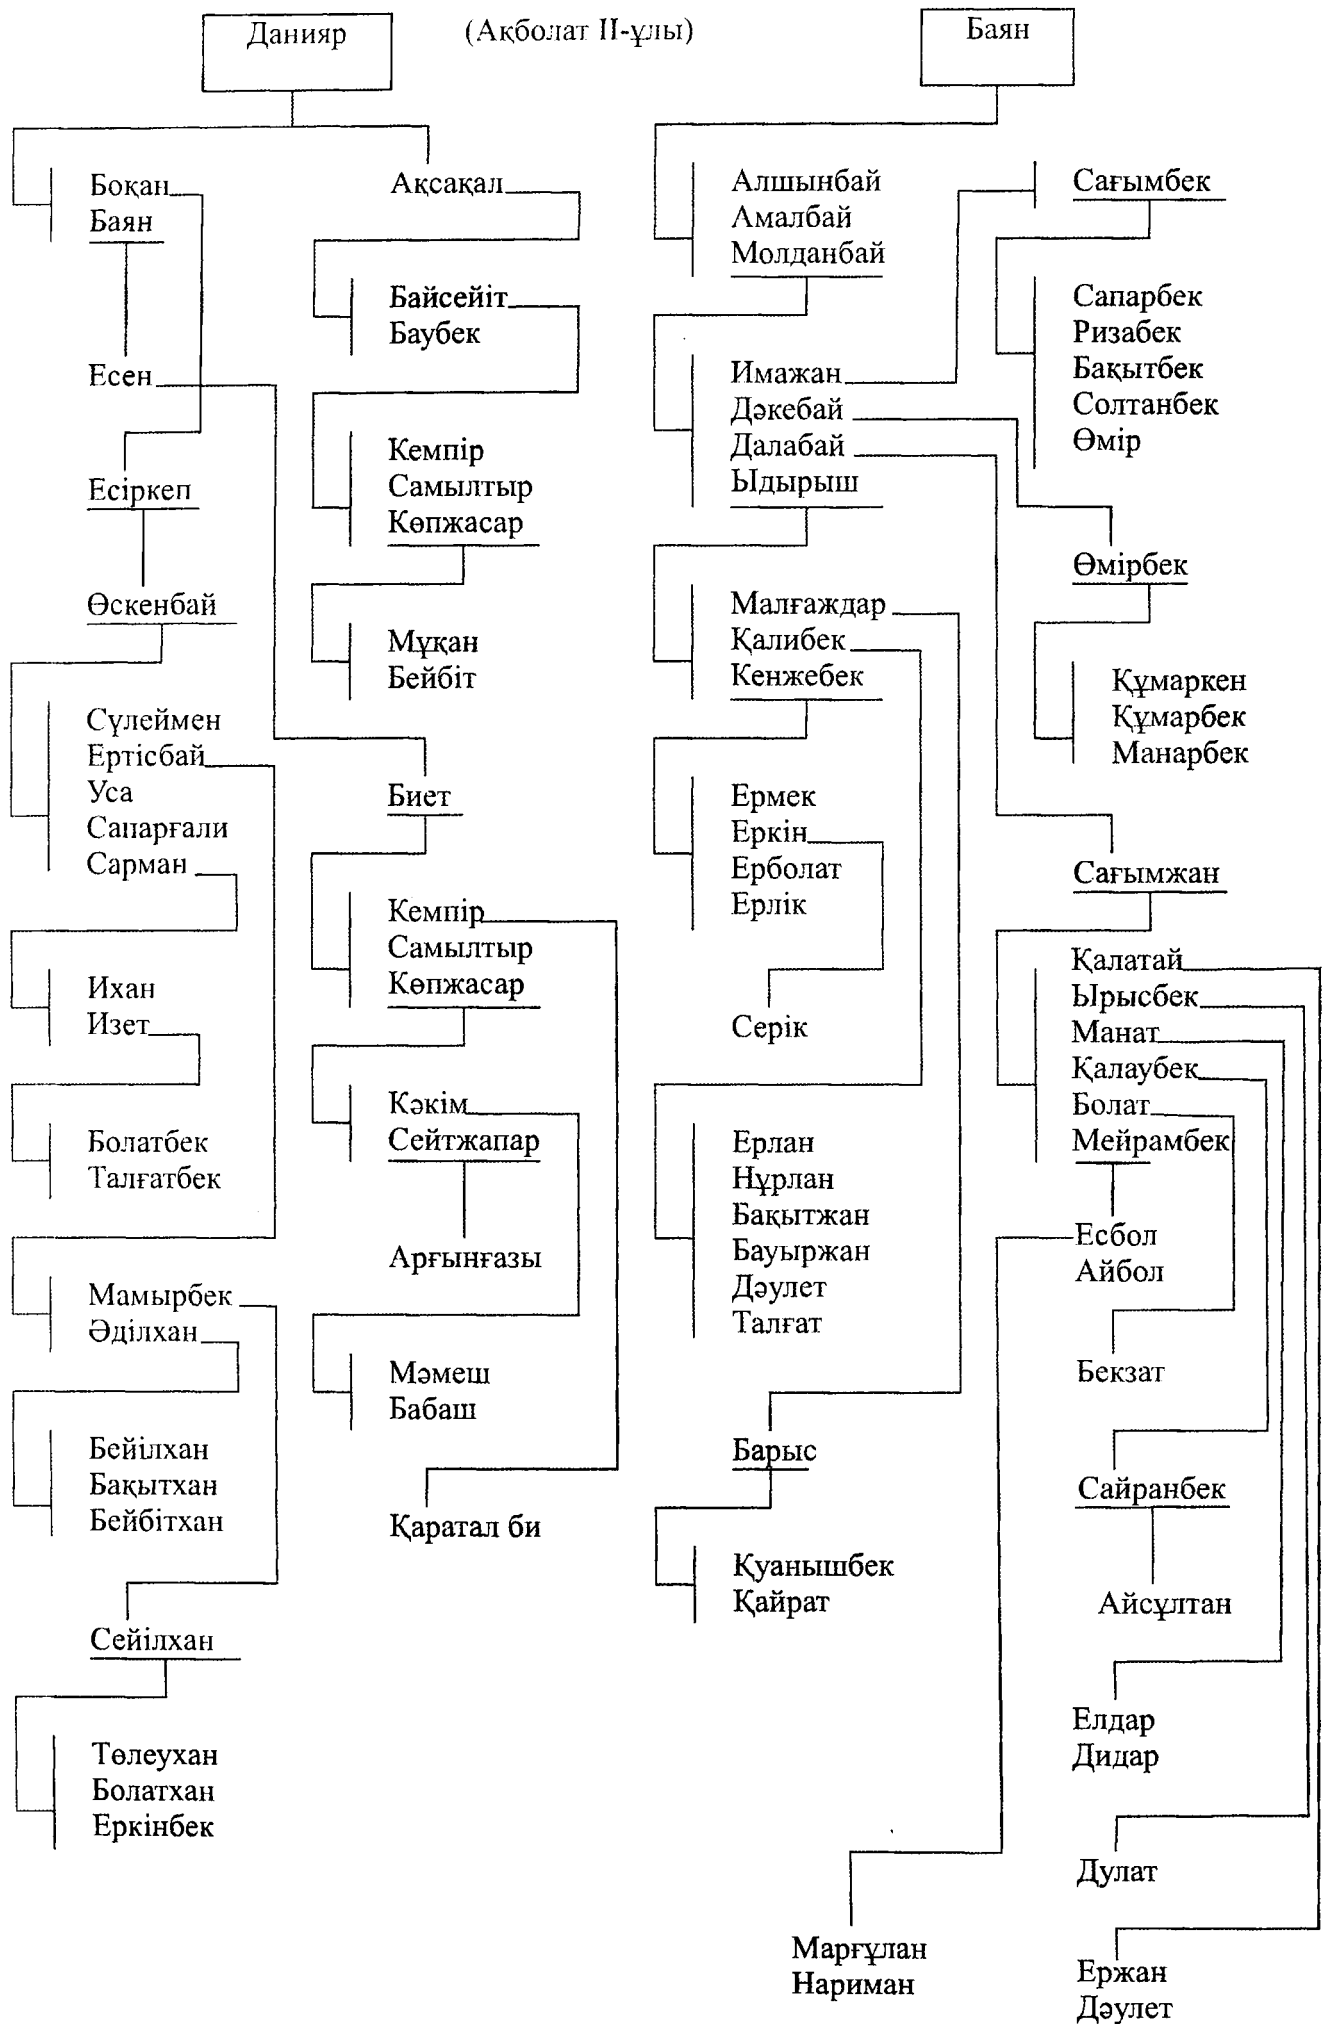 Данияр
(Ақболат II-ұлы)
Баян
Боқан
Баян
Есен
Есіркеп
Өскенбай
Сүлеймен
Ертісбай
Уса
Сапарғали
Сарман
Ихан
Изет
Болатбек
Талғатбек
Мамырбек
Әділхан
Бейілхан
Бақытхан
Бейбітхан
Сейілхан
Төлеухан
Болатхан
Еркінбек
Ақсақал
Байсейіт
Баубек
Кемпір
Самылтыр
Көпжасар
Мұқан
Бейбіт
Биет
Кемпір
Самылтыр
Көпжасар
Кәкім
Сейтжапар
Арғынғазы
Мәмеш
Бабаш
Қаратал би
Алшынбай
Амалбай
Молданбай
Имажан
Дәкебай
Далабай
Ыдырыш
Малғаждар
Қалибек
Кенжебек
Ермек
Еркін
Ерболат
Ерлік
Серік
Ерлан
Нұрлан
Бақытжан
Бауыржан
Дәулет
Талғат
Барыс
Қуанышбек
Қайрат
Марғұлан
Нариман
Сағымбек
Сапарбек
Ризабек
Бақытбек
Солтанбек
Өмір
Өмірбек
Құмаркен
Құмарбек
Манарбек
Сағымжан
Қалатай
Ырысбек
Манат
Қалаубек
Болат
Мейрамбек
Есбол
Айбол
Бекзат
Сайранбек
Айсұлтан
Елдар
Дидар
Дулат
Ержан
Дәулет